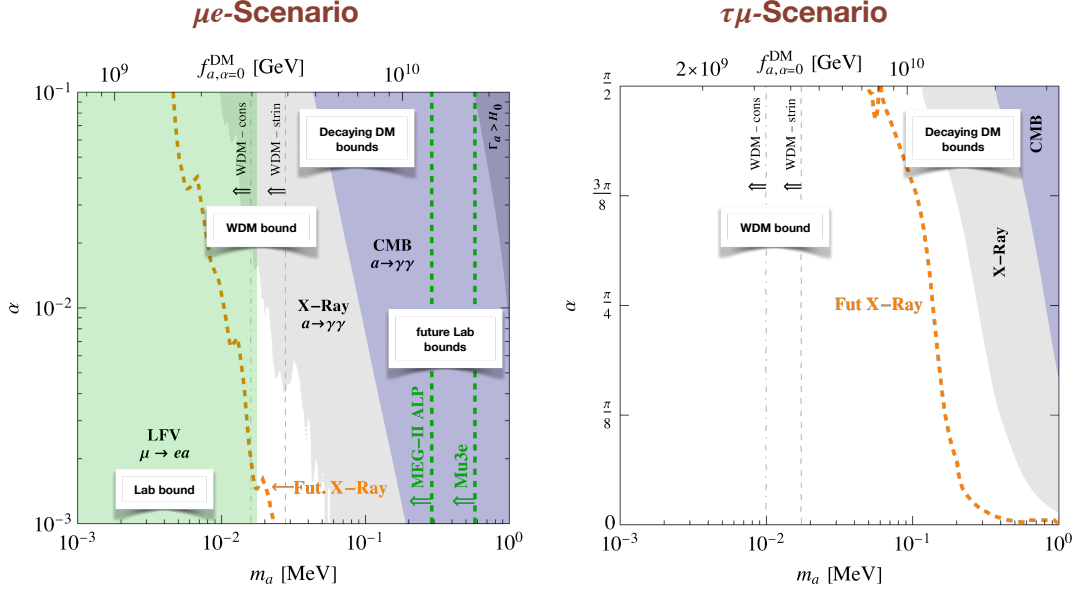 μe-Scenario
10⁹
f_{a,α=0}^{DM} [GeV]
10¹⁰
10⁻¹
10⁻²
10⁻³
α
WDM−cons
WDM−strin
Γ_a > H_0
Decaying DM
bounds
WDM bound
CMB
a→γγ
X−Ray
a→γγ
future Lab
bounds
LFV
μ → ea
Lab bound
⟵Fut. X−Ray
⇐ MEG−II ALP
⇐ Mu3e
10⁻³
10⁻²
10⁻¹
10⁰
m_a [MeV]
τμ-Scenario
2×10⁹
f_{a,α=0}^{DM} [GeV]
10¹⁰
π/2
3π/8
π/4
π/8
0
α
WDM−cons
WDM−strin
Decaying DM
bounds
CMB
WDM bound
X−Ray
Fut X−Ray
10⁻³
10⁻²
10⁻¹
10⁰
m_a [MeV]